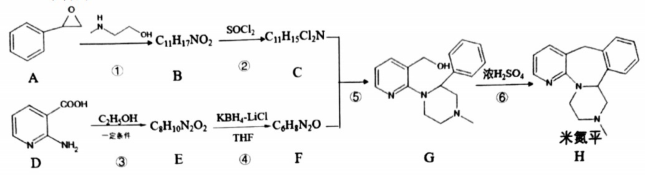 O
H
N
OH
SOCl₂
C₁₁H₁₇NO₂
C₁₁H₁₅Cl₂N
A
①
B
②
C
COOH
N
NH₂
C₂H₅OH
一定条件
C₈H₁₀N₂O₂
KBH₄-LiCl
THF
C₆H₈N₂O
D
③
E
④
F
⑤
OH
N
N
N
G
浓H₂SO₄
⑥
N
N
N
米氮平
H